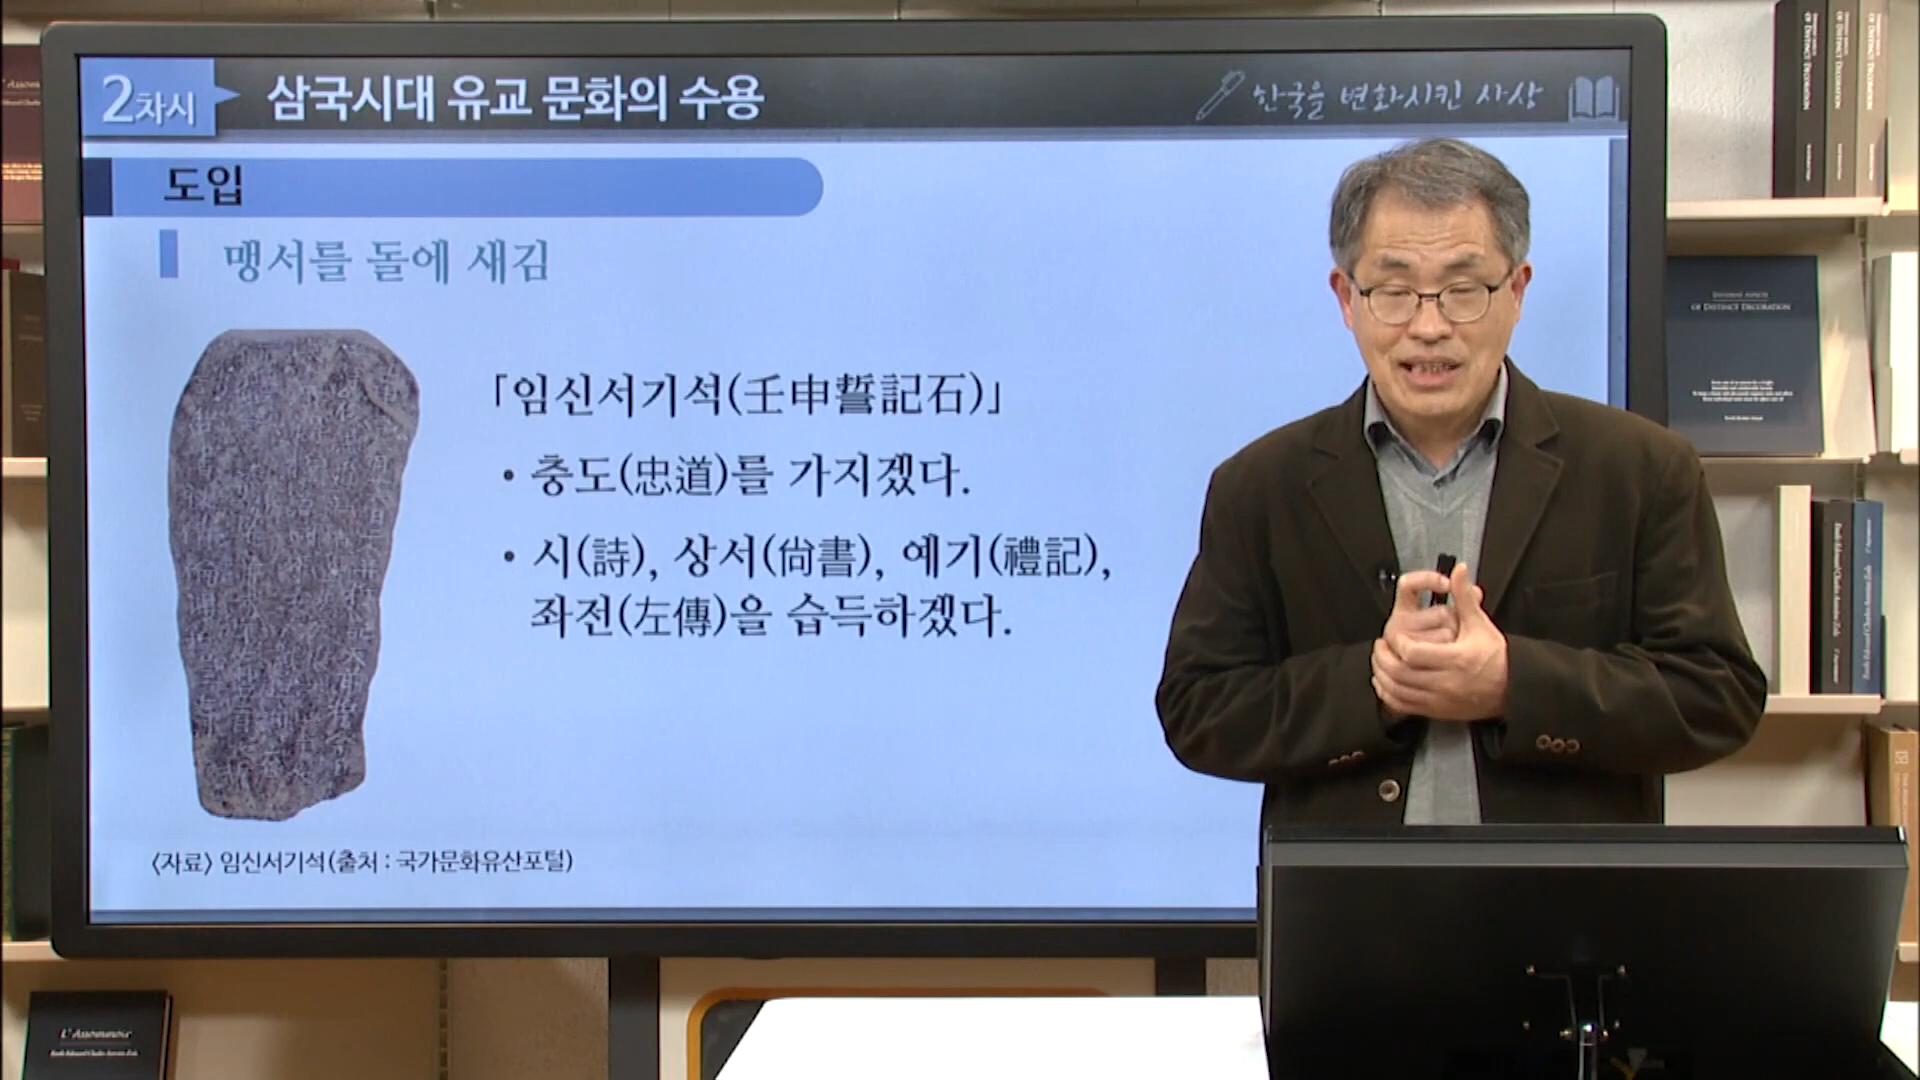 2차시
삼국시대 유교 문화의 수용
한국을 변화시킨 사상
도입
맹서를 돌에 새김
「임신서기석(壬申誓記石)」
• 충도(忠道)를 가지겠다.
• 시(詩), 상서(尙書), 예기(禮記),
좌전(左傳)을 습득하겠다.
〈자료〉 임신서기석(출처 : 국가문화유산포털)
OF DISTINCT DECORATION
L'Assommoir